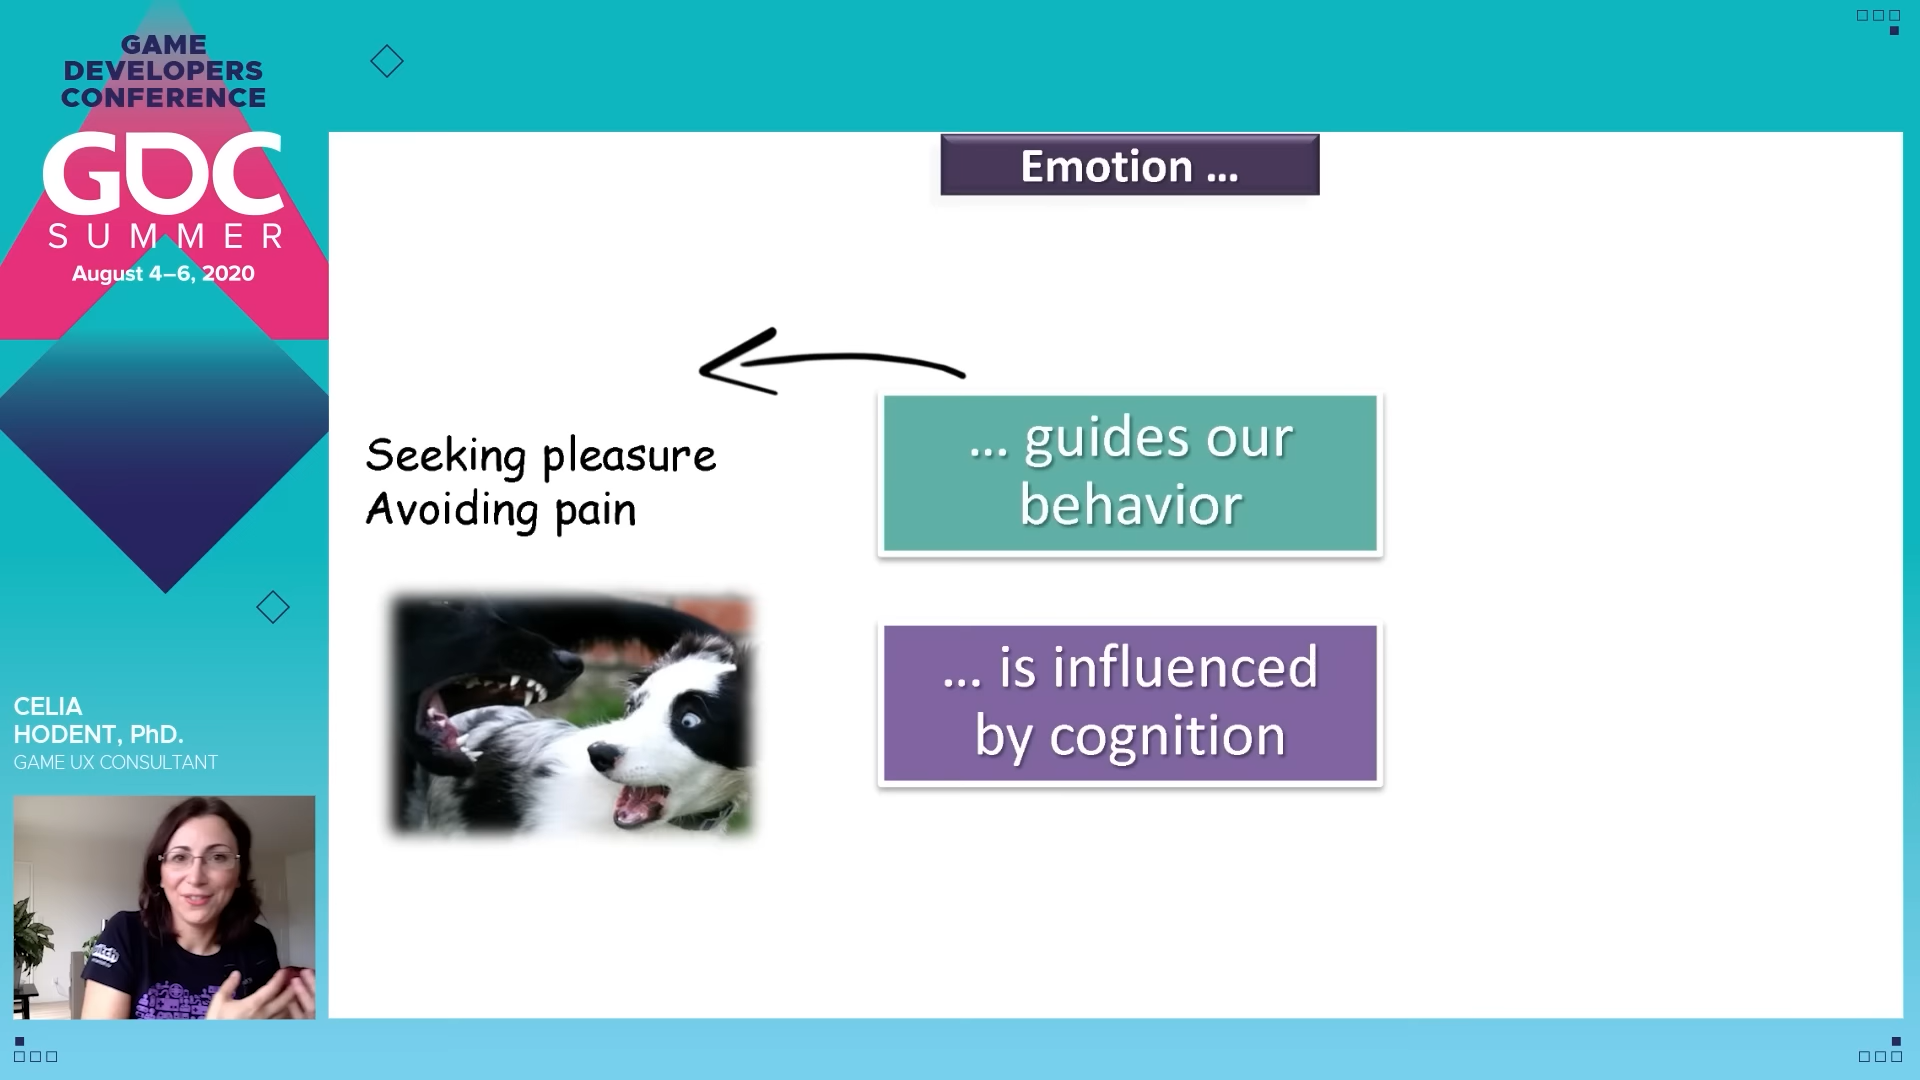 GAME
DEVELOPERS
CONFERENCE
GDC
SUMMER
August 4–6, 2020
CELIA
HODENT, PhD.
GAME UX CONSULTANT
Emotion ...
Seeking pleasure
Avoiding pain
... guides our
behavior
... is influenced
by cognition